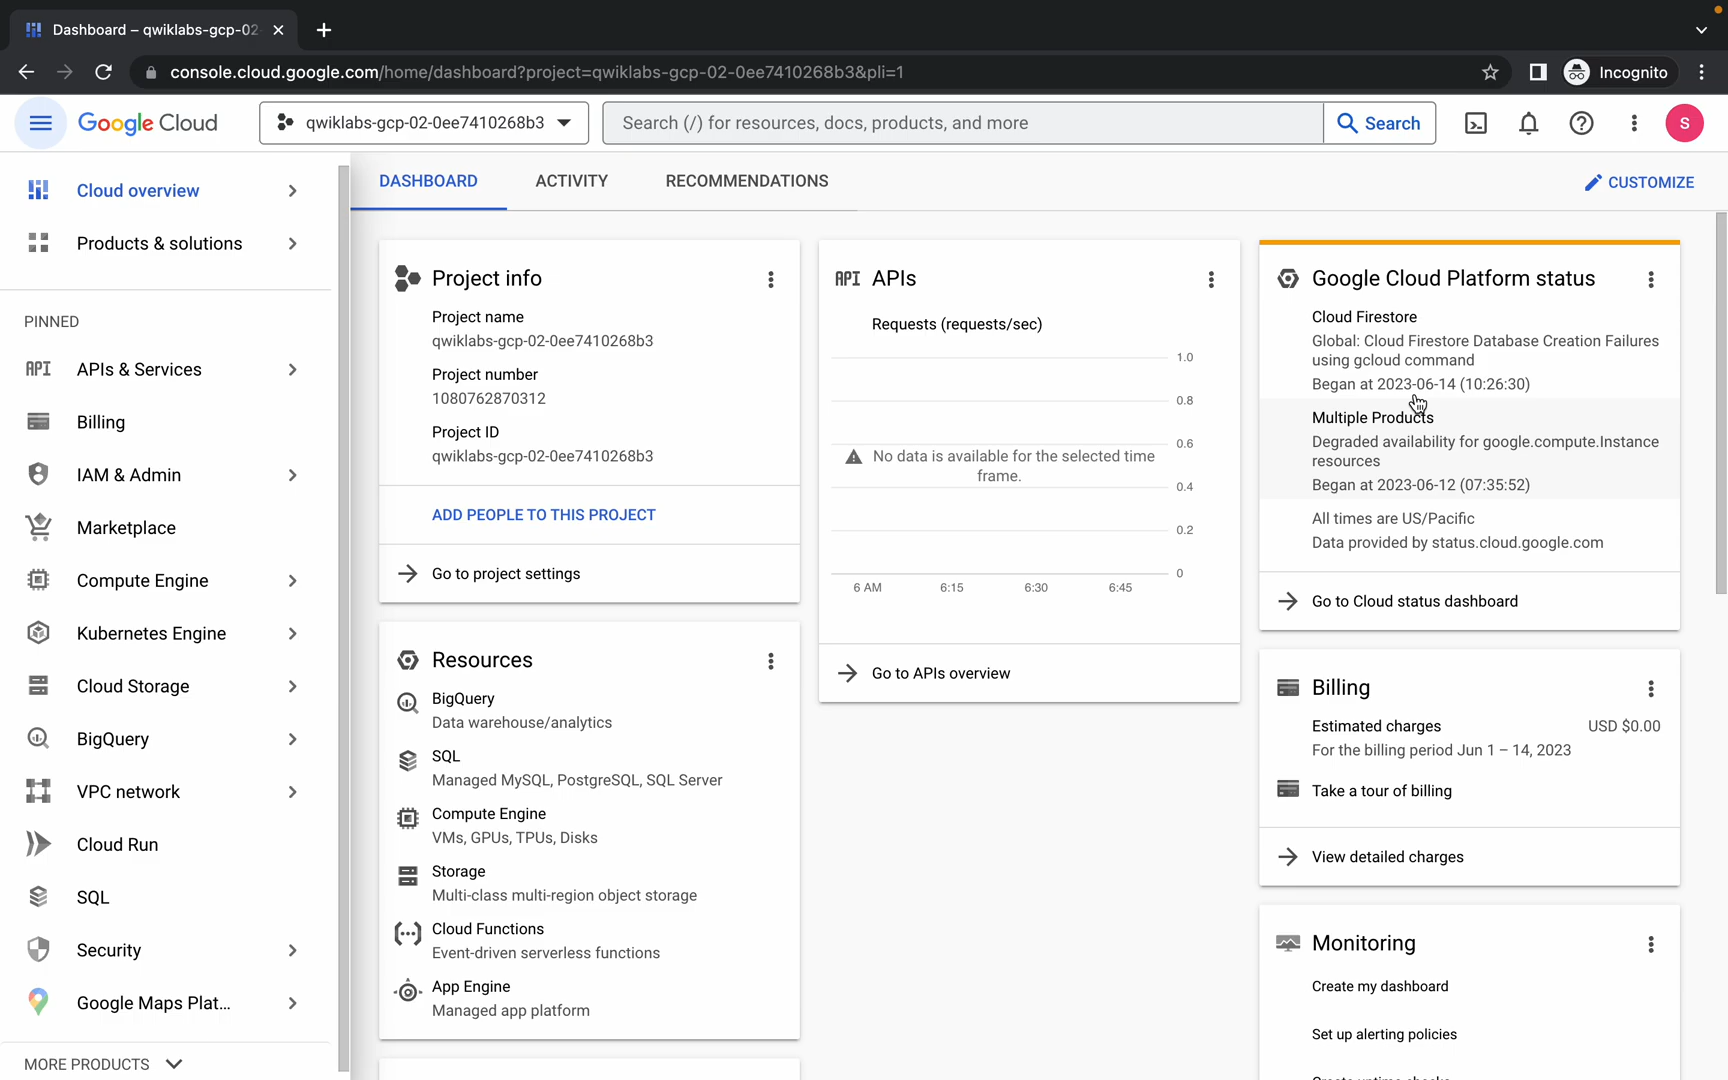 Dashboard – qwiklabs-gcp-02
console.cloud.google.com/home/dashboard?project=qwiklabs-gcp-02-0ee7410268b3&pli=1
Incognito
Google Cloud
qwiklabs-gcp-02-0ee7410268b3
Search (/) for resources, docs, products, and more
Search
S
Cloud overview
Products & solutions
PINNED
API APIs & Services
Billing
IAM & Admin
Marketplace
Compute Engine
Kubernetes Engine
Cloud Storage
BigQuery
VPC network
Cloud Run
SQL
Security
Google Maps Plat...
MORE PRODUCTS
DASHBOARD
ACTIVITY
RECOMMENDATIONS
CUSTOMIZE
Project info
Project name
qwiklabs-gcp-02-0ee7410268b3
Project number
1080762870312
Project ID
qwiklabs-gcp-02-0ee7410268b3
ADD PEOPLE TO THIS PROJECT
Go to project settings
Resources
BigQuery
Data warehouse/analytics
SQL
Managed MySQL, PostgreSQL, SQL Server
Compute Engine
VMs, GPUs, TPUs, Disks
Storage
Multi-class multi-region object storage
Cloud Functions
Event-driven serverless functions
App Engine
Managed app platform
API APIs
Requests (requests/sec)
1.0
0.8
0.6
No data is available for the selected time
frame.
0.4
0.2
0
6 AM 6:15 6:30 6:45
Go to APIs overview
Google Cloud Platform status
Cloud Firestore
Global: Cloud Firestore Database Creation Failures
using gcloud command
Began at 2023-06-14 (10:26:30)
Multiple Products
Degraded availability for google.compute.Instance
resources
Began at 2023-06-12 (07:35:52)
All times are US/Pacific
Data provided by status.cloud.google.com
Go to Cloud status dashboard
Billing
Estimated charges USD $0.00
For the billing period Jun 1 – 14, 2023
Take a tour of billing
View detailed charges
Monitoring
Create my dashboard
Set up alerting policies